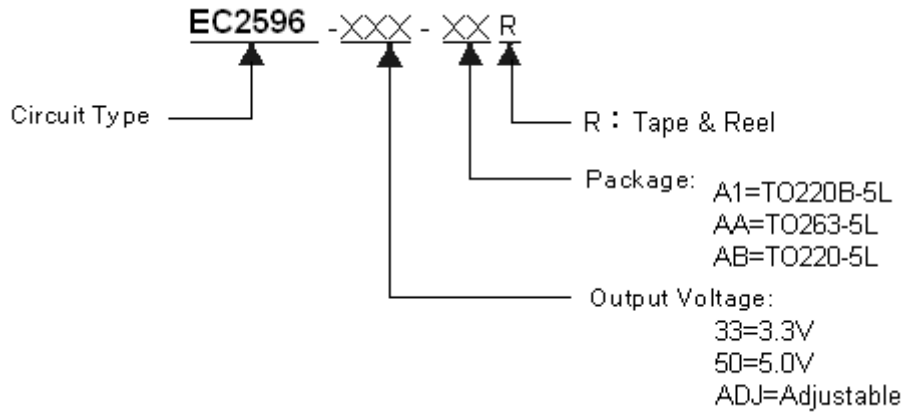 EC2596 -XXX - XX R
Circuit Type
R : Tape & Reel
Package:
A1=TO220B-5L
AA=TO263-5L
AB=TO220-5L
Output Voltage:
33=3.3V
50=5.0V
ADJ=Adjustable